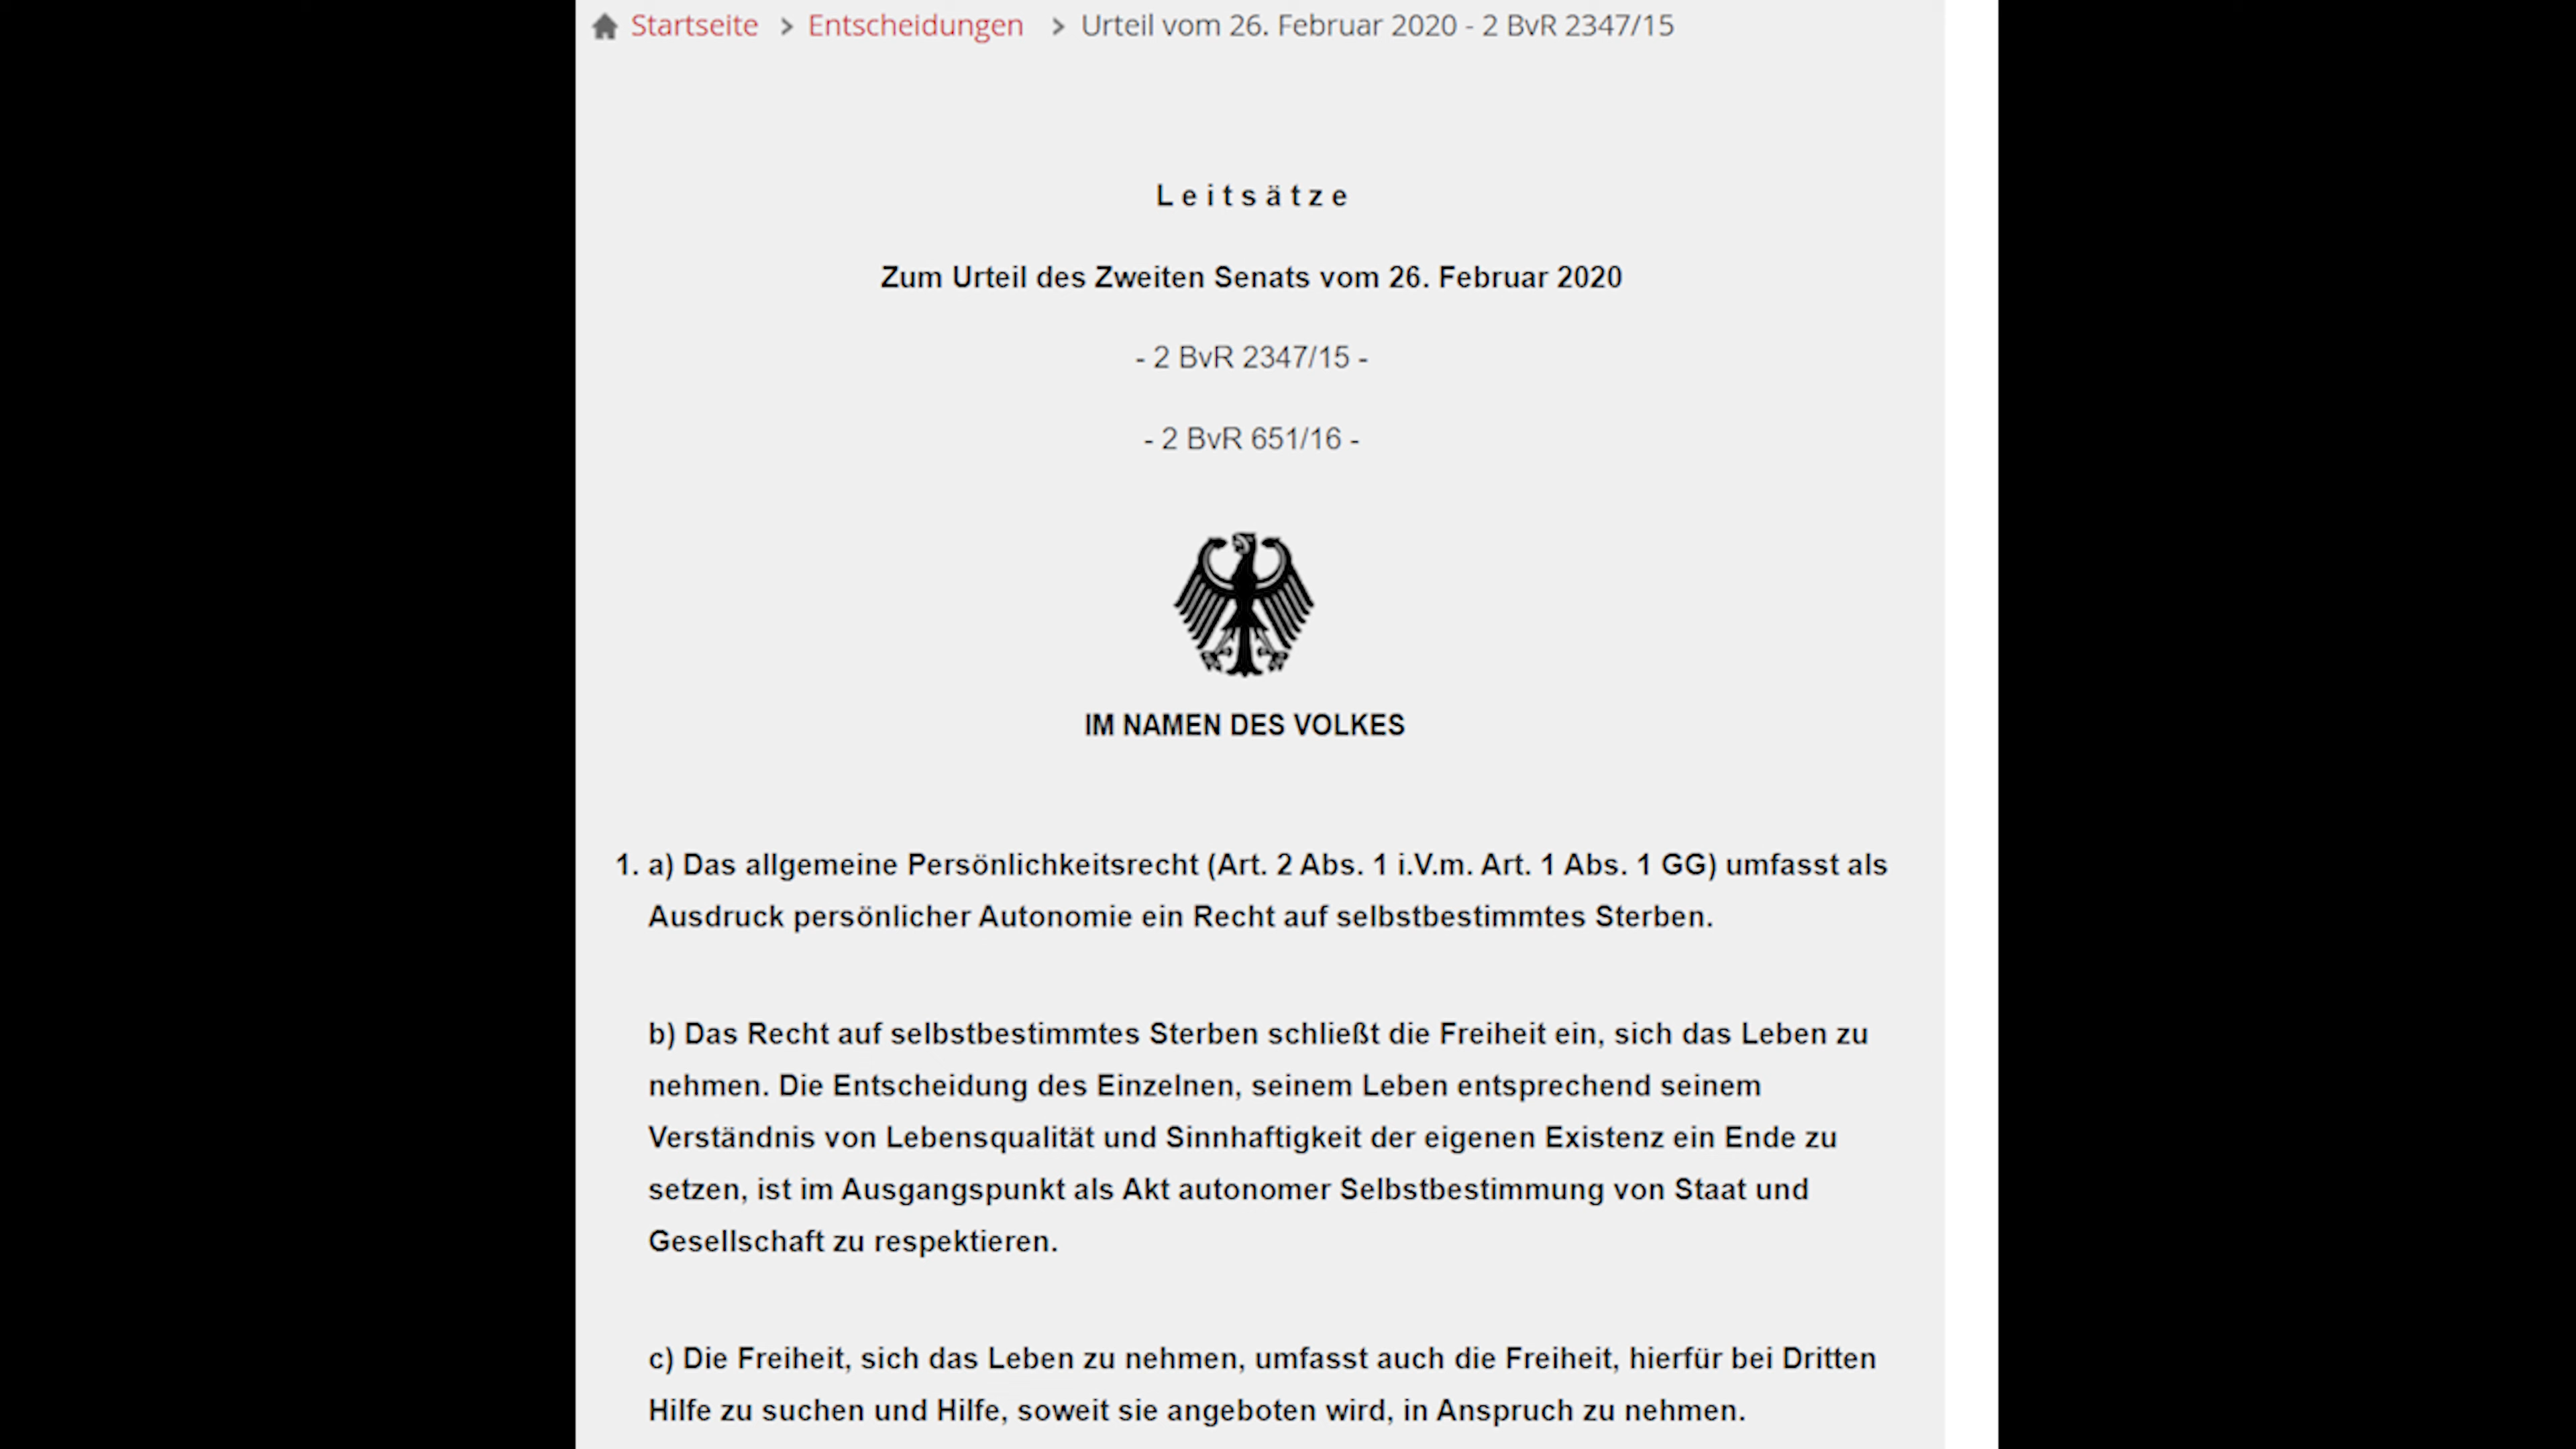 Startseite > Entscheidungen > Urteil vom 26. Februar 2020 - 2 BvR 2347/15
Leitsätze
Zum Urteil des Zweiten Senats vom 26. Februar 2020
- 2 BvR 2347/15 -
- 2 BvR 651/16 -
IM NAMEN DES VOLKES
1. a) Das allgemeine Persönlichkeitsrecht (Art. 2 Abs. 1 i.V.m. Art. 1 Abs. 1 GG) umfasst als
Ausdruck persönlicher Autonomie ein Recht auf selbstbestimmtes Sterben.
b) Das Recht auf selbstbestimmtes Sterben schließt die Freiheit ein, sich das Leben zu
nehmen. Die Entscheidung des Einzelnen, seinem Leben entsprechend seinem
Verständnis von Lebensqualität und Sinnhaftigkeit der eigenen Existenz ein Ende zu
setzen, ist im Ausgangspunkt als Akt autonomer Selbstbestimmung von Staat und
Gesellschaft zu respektieren.
c) Die Freiheit, sich das Leben zu nehmen, umfasst auch die Freiheit, hierfür bei Dritten
Hilfe zu suchen und Hilfe, soweit sie angeboten wird, in Anspruch zu nehmen.